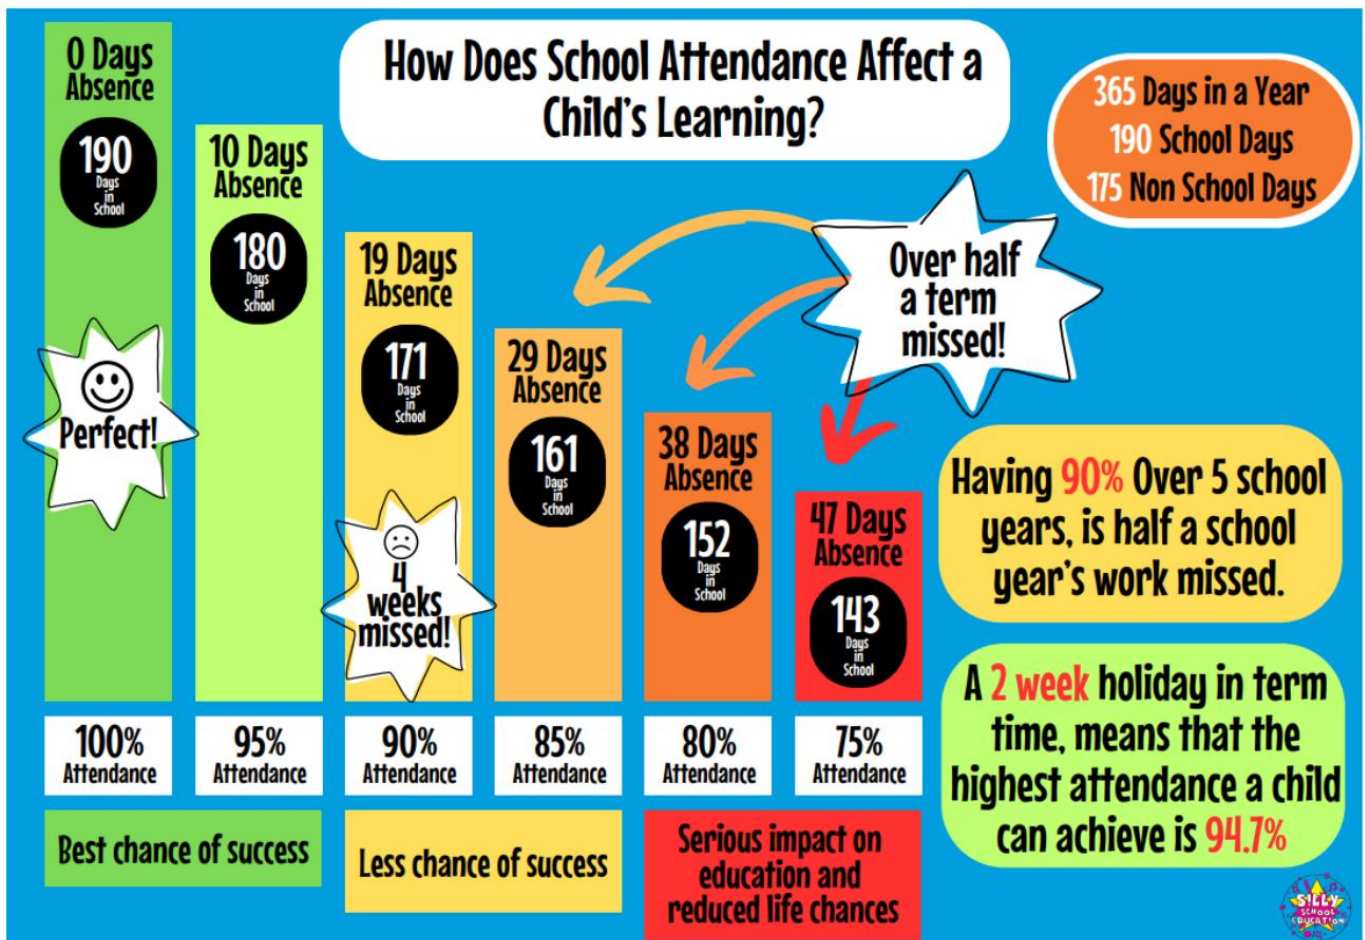 How Does School Attendance Affect a
Child's Learning?
365 Days in a Year
190 School Days
175 Non School Days
0 Days
Absence
190
Days
in
School
Perfect!
10 Days
Absence
180
Days
in
School
19 Days
Absence
171
Days
in
School
4
weeks
missed!
29 Days
Absence
161
Days
in
School
38 Days
Absence
152
Days
in
School
47 Days
Absence
143
Days
in
School
Over half
a term
missed!
Having 90% Over 5 school
years, is half a school
year's work missed.
A 2 week holiday in term
time, means that the
highest attendance a child
can achieve is 94.7%
100%
Attendance
95%
Attendance
90%
Attendance
85%
Attendance
80%
Attendance
75%
Attendance
Best chance of success
Less chance of success
Serious impact on
education and
reduced life chances
SILLY
SCHOOL
EDUCATION